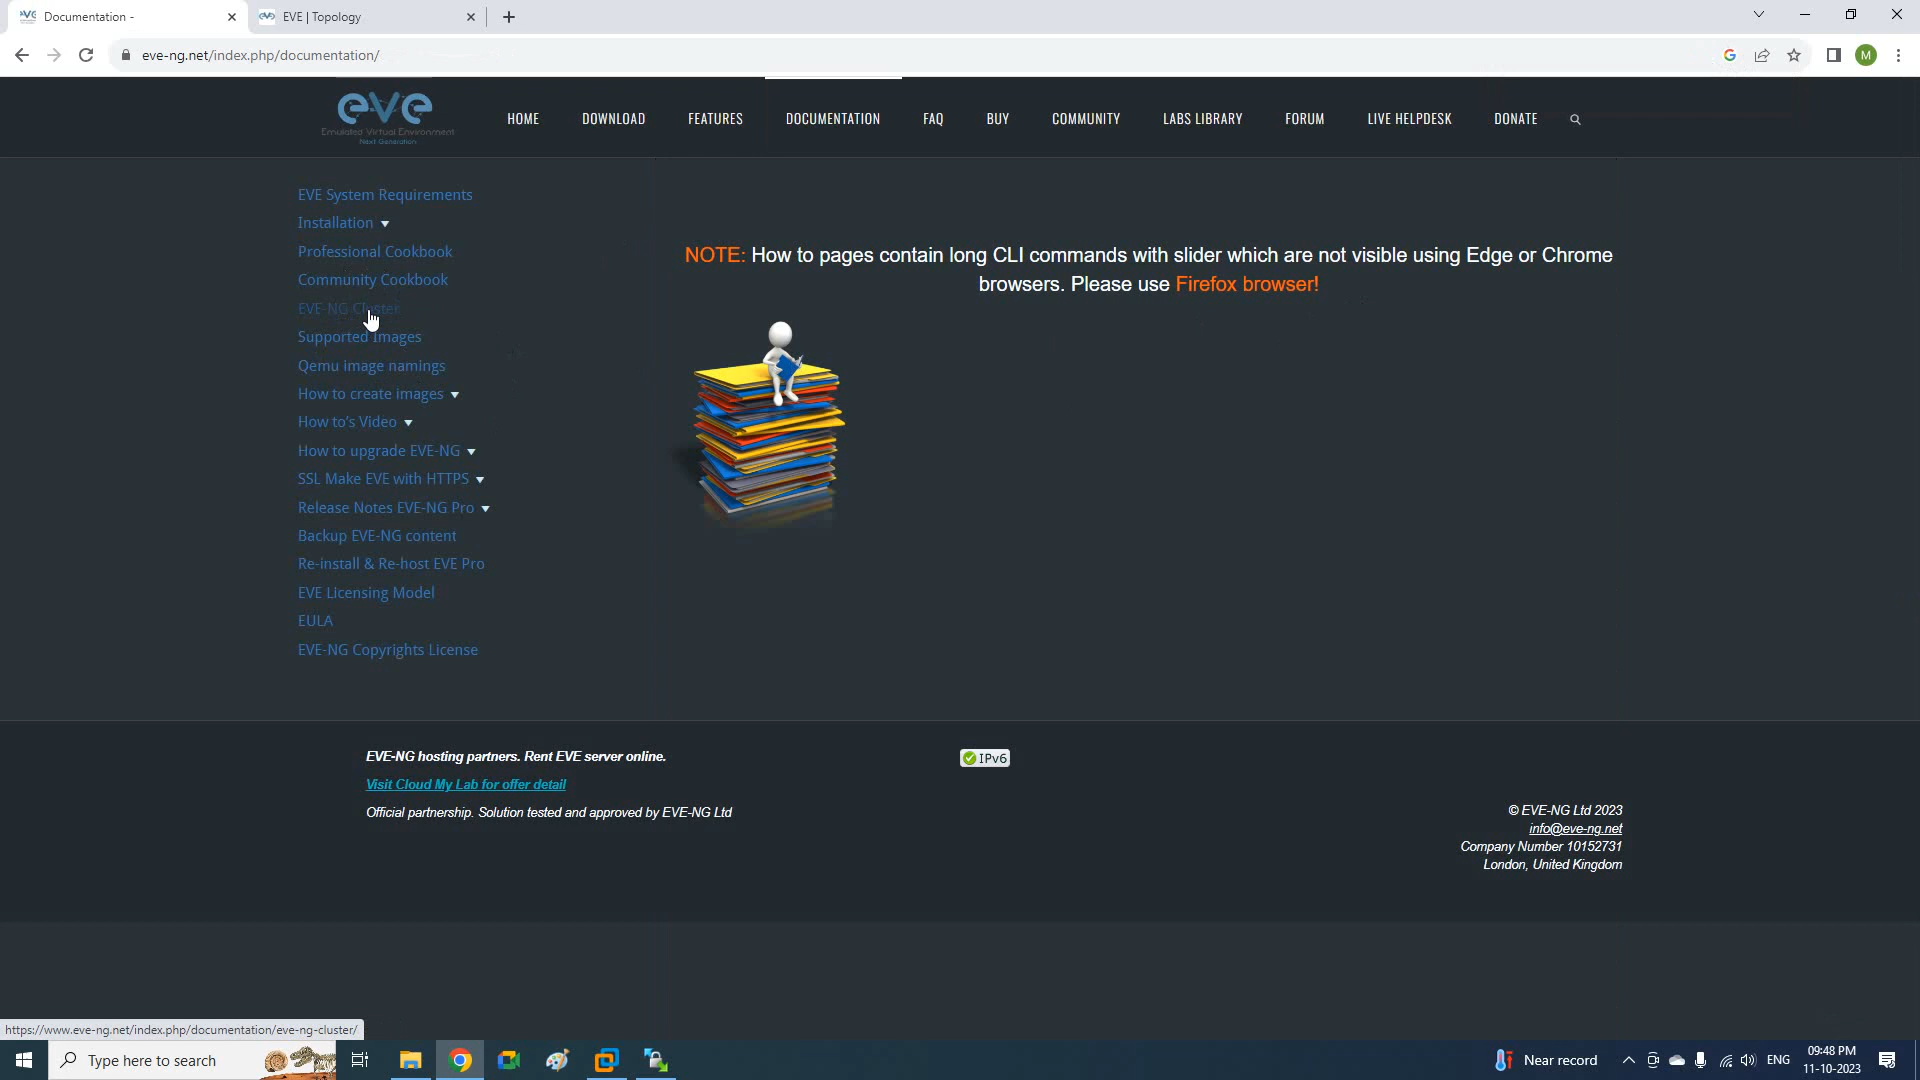 Documentation -
EVE | Topology
eve-ng.net/index.php/documentation/
M
eve
Emulated Virtual Environment
Next Generation
HOME
DOWNLOAD
FEATURES
DOCUMENTATION
FAQ
BUY
COMMUNITY
LABS LIBRARY
FORUM
LIVE HELPDESK
DONATE
EVE System Requirements
Installation
Professional Cookbook
Community Cookbook
EVE-NG Cluster
Supported Images
Qemu image namings
How to create images
How to's Video
How to upgrade EVE-NG
SSL Make EVE with HTTPS
Release Notes EVE-NG Pro
Backup EVE-NG content
Re-install & Re-host EVE Pro
EVE Licensing Model
EULA
EVE-NG Copyrights License
NOTE: How to pages contain long CLI commands with slider which are not visible using Edge or Chrome
browsers. Please use Firefox browser!
EVE-NG hosting partners. Rent EVE server online.
Visit Cloud My Lab for offer detail
Official partnership. Solution tested and approved by EVE-NG Ltd
IPv6
© EVE-NG Ltd 2023
info@eve-ng.net
Company Number 10152731
London, United Kingdom
https://www.eve-ng.net/index.php/documentation/eve-ng-cluster/
Type here to search
Near record
ENG
09:48 PM
11-10-2023